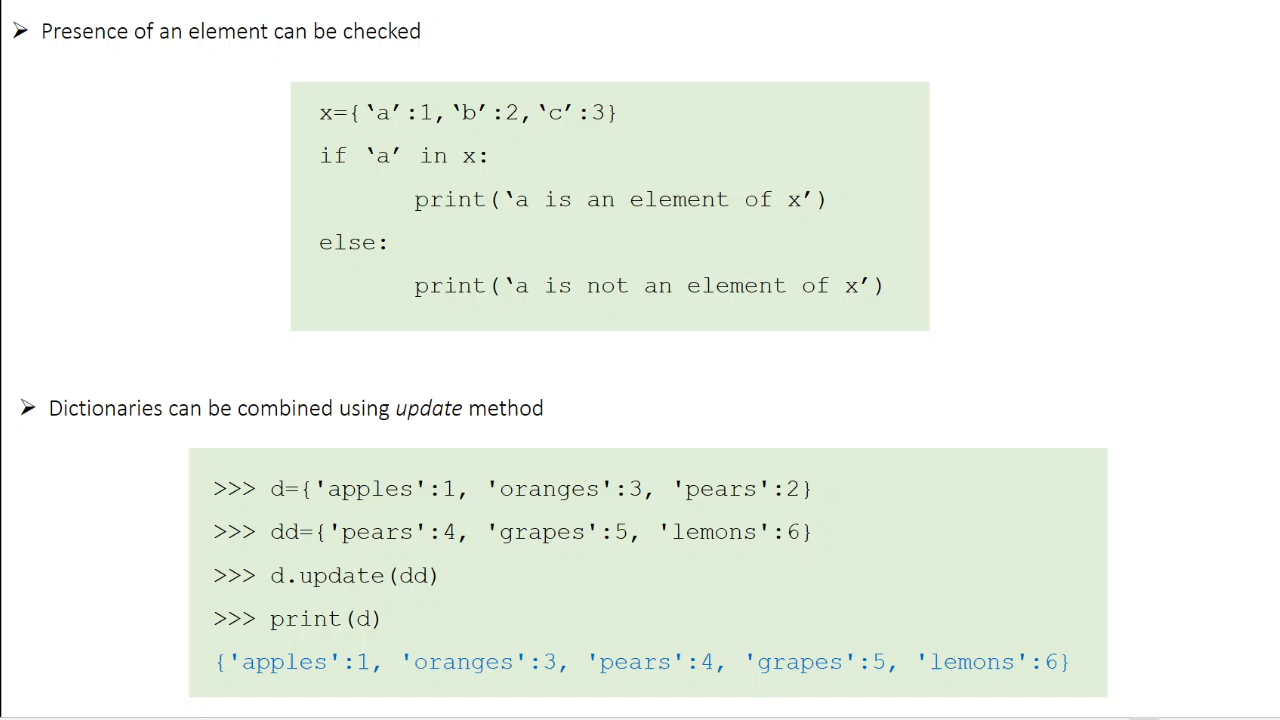 ➢ Presence of an element can be checked
x={‘a’:1,‘b’:2,‘c’:3}
if ‘a’ in x:
print(‘a is an element of x’)
else:
print(‘a is not an element of x’)
➢ Dictionaries can be combined using update method
>>> d={'apples':1, 'oranges':3, 'pears':2}
>>> dd={'pears':4, 'grapes':5, 'lemons':6}
>>> d.update(dd)
>>> print(d)
{'apples':1, 'oranges':3, 'pears':4, 'grapes':5, 'lemons':6}